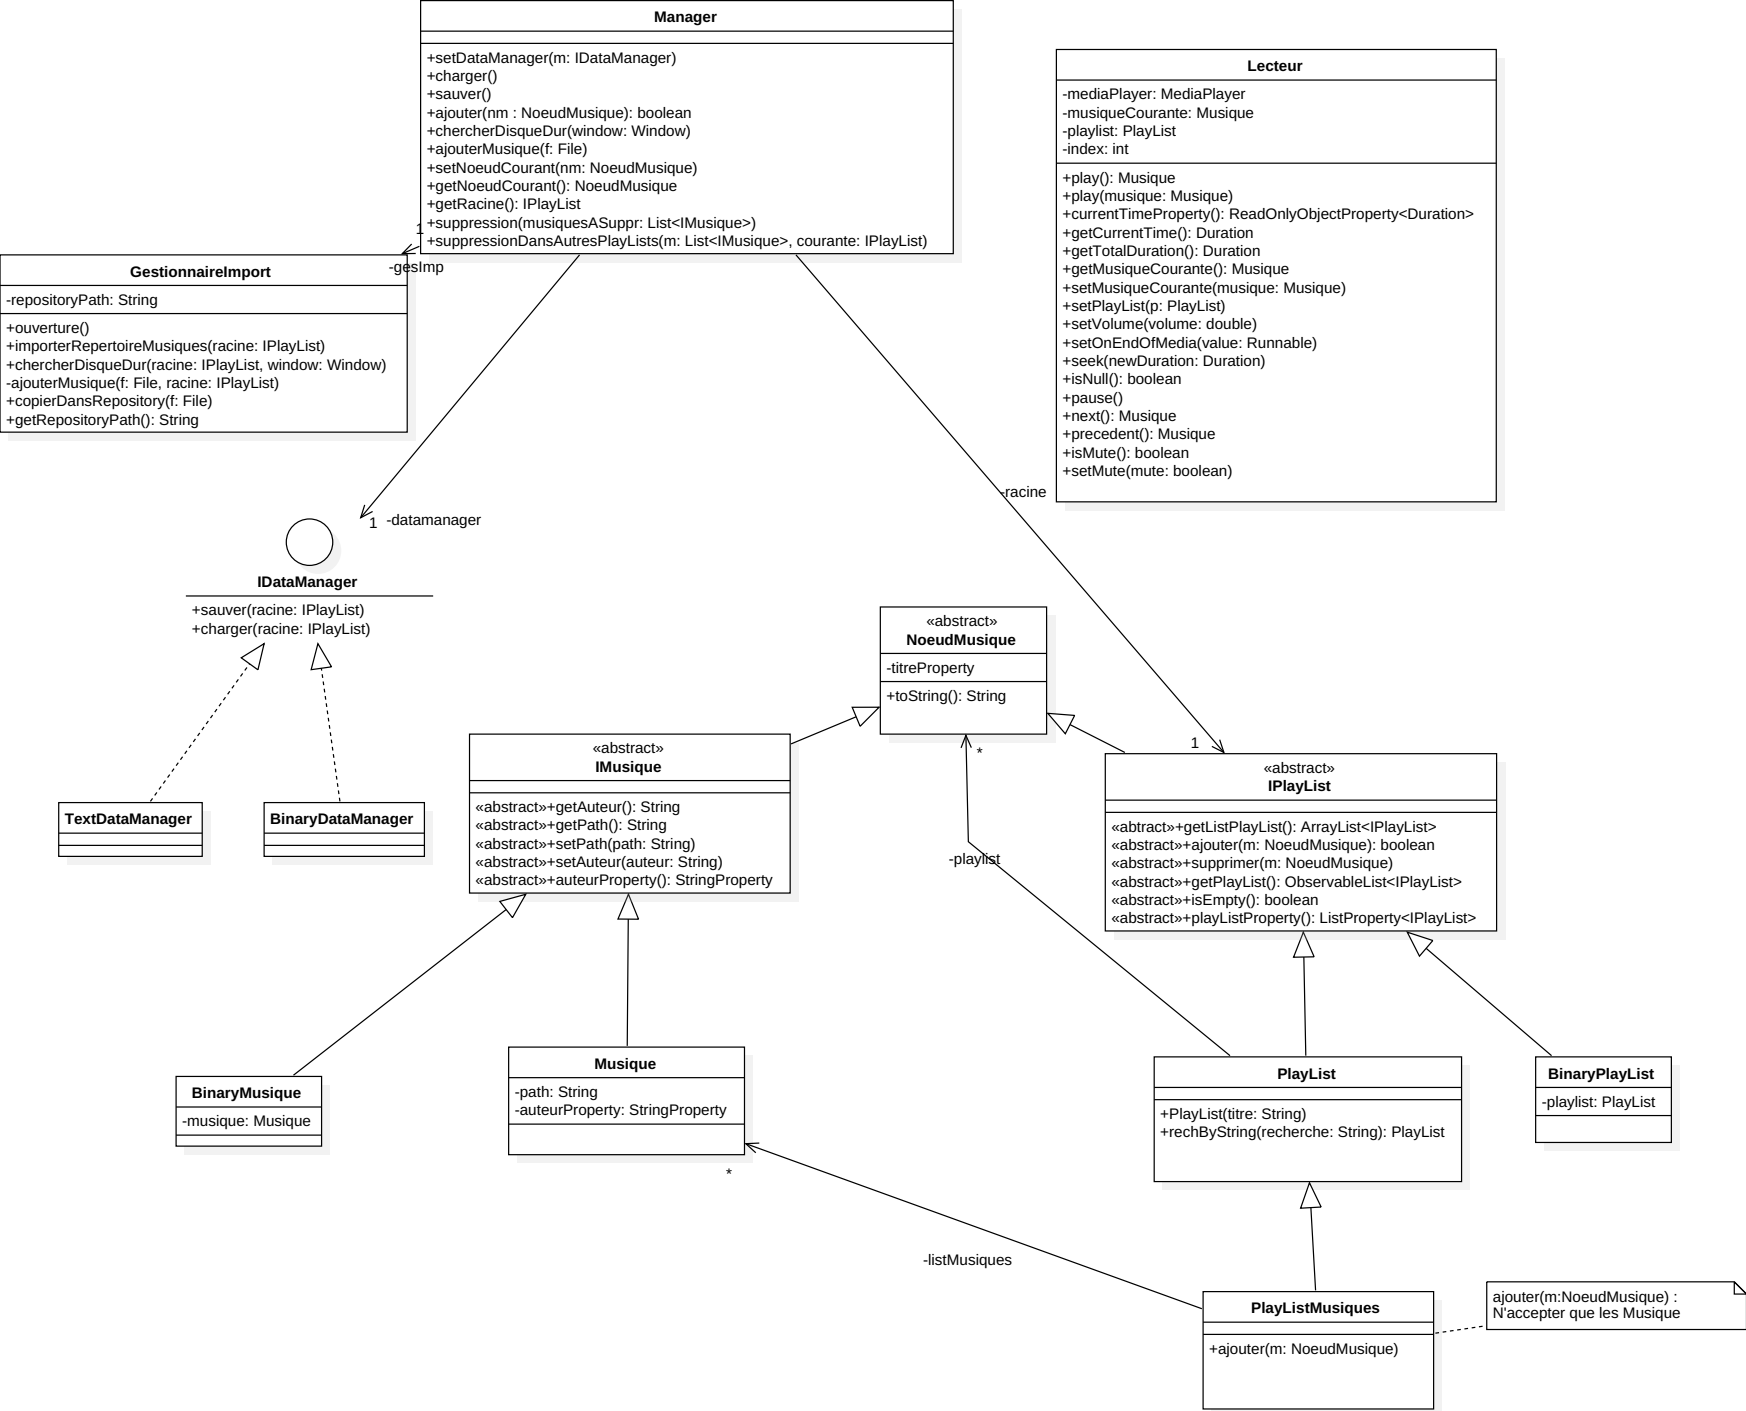 Manager
+setDataManager(m: IDataManager)
+charger()
+sauver()
+ajouter(nm : NoeudMusique): boolean
+chercherDisqueDur(window: Window)
+ajouterMusique(f: File)
+setNoeudCourant(nm: NoeudMusique)
+getNoeudCourant(): NoeudMusique
+getRacine(): IPlayList
+suppression(musiquesASuppr: List<IMusique>)
+suppressionDansAutresPlayLists(m: List<IMusique>, courante: IPlayList)
Lecteur
-mediaPlayer: MediaPlayer
-musiqueCourante: Musique
-playlist: PlayList
-index: int
+play(): Musique
+play(musique: Musique)
+currentTimeProperty(): ReadOnlyObjectProperty<Duration>
+getCurrentTime(): Duration
+getTotalDuration(): Duration
+getMusiqueCourante(): Musique
+setMusiqueCourante(musique: Musique)
+setPlayList(p: PlayList)
+setVolume(volume: double)
+setOnEndOfMedia(value: Runnable)
+seek(newDuration: Duration)
+isNull(): boolean
+pause()
+next(): Musique
+precedent(): Musique
+isMute(): boolean
+setMute(mute: boolean)
1
-gesImp
GestionnaireImport
-repositoryPath: String
+ouverture()
+importerRepertoireMusiques(racine: IPlayList)
+chercherDisqueDur(racine: IPlayList, window: Window)
-ajouterMusique(f: File, racine: IPlayList)
+copierDansRepository(f: File)
+getRepositoryPath(): String
-racine
1 -datamanager
IDataManager
+sauver(racine: IPlayList)
+charger(racine: IPlayList)
«abstract»
NoeudMusique
-titreProperty
+toString(): String
*
1
«abstract»
IMusique
«abstract»+getAuteur(): String
«abstract»+getPath(): String
«abstract»+setPath(path: String)
«abstract»+setAuteur(auteur: String)
«abstract»+auteurProperty(): StringProperty
«abstract»
IPlayList
«abtract»+getListPlayList(): ArrayList<IPlayList>
«abstract»+ajouter(m: NoeudMusique): boolean
«abstract»+supprimer(m: NoeudMusique)
«abstract»+getPlayList(): ObservableList<IPlayList>
«abstract»+isEmpty(): boolean
«abstract»+playListProperty(): ListProperty<IPlayList>
TextDataManager
BinaryDataManager
-playlist
BinaryMusique
-musique: Musique
Musique
-path: String
-auteurProperty: StringProperty
*
PlayList
+PlayList(titre: String)
+rechByString(recherche: String): PlayList
BinaryPlayList
-playlist: PlayList
-listMusiques
PlayListMusiques
+ajouter(m: NoeudMusique)
ajouter(m:NoeudMusique) :
N'accepter que les Musique